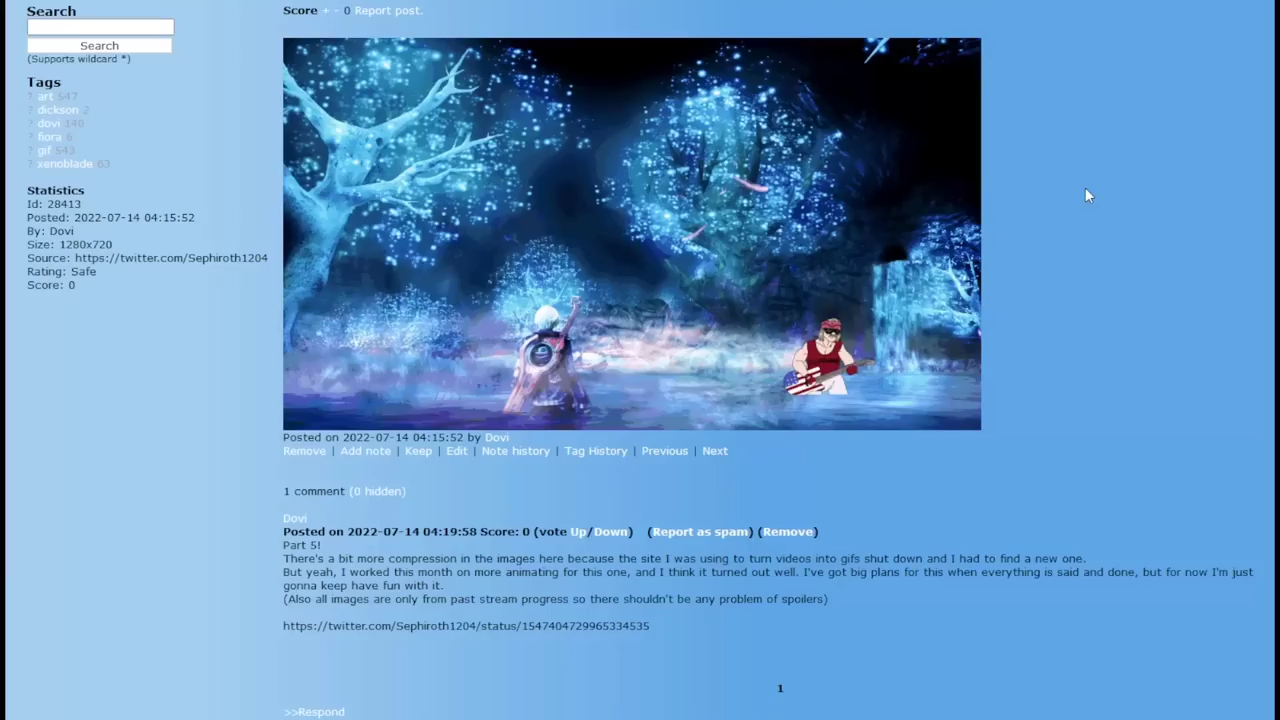 Search
Search
(Supports wildcard *)
Tags
? art 547
? dickson 2
? dovi 140
? fiora 6
? gif 543
? xenoblade 63
Statistics
Id: 28413
Posted: 2022-07-14 04:15:52
By: Dovi
Size: 1280x720
Source: https://twitter.com/Sephiroth1204
Rating: Safe
Score: 0
Score + - 0 Report post.
Posted on 2022-07-14 04:15:52 by Dovi
Remove | Add note | Keep | Edit | Note history | Tag History | Previous | Next
1 comment (0 hidden)
Dovi
Posted on 2022-07-14 04:19:58 Score: 0 (vote Up/Down) (Report as spam) (Remove)
Part 5!
There's a bit more compression in the images here because the site I was using to turn videos into gifs shut down and I had to find a new one.
But yeah, I worked this month on more animating for this one, and I think it turned out well. I've got big plans for this when everything is said and done, but for now I'm just
gonna keep have fun with it.
(Also all images are only from past stream progress so there shouldn't be any problem of spoilers)
https://twitter.com/Sephiroth1204/status/1547404729965334535
1
>>Respond